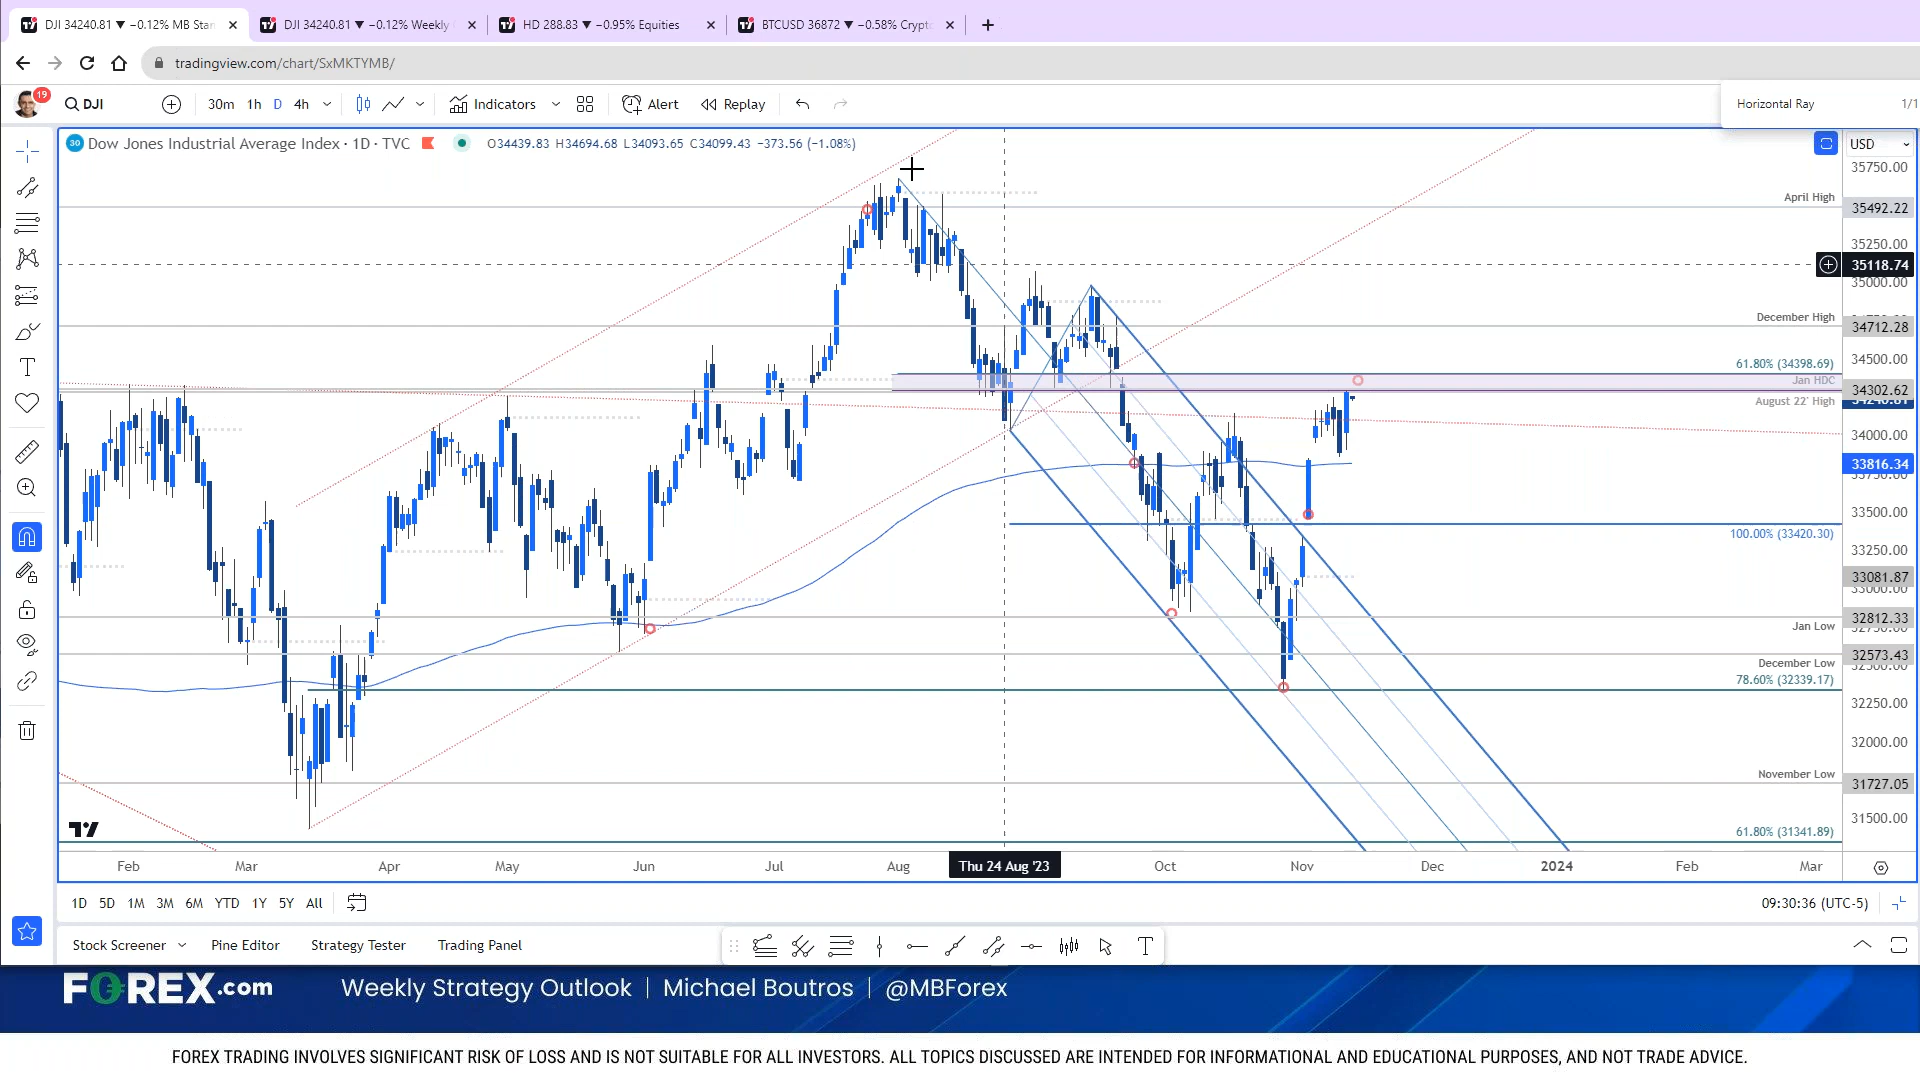 DJI 34240.81 ▼ −0.12% MB Stan
DJI 34240.81 ▼ −0.12% Weekly
HD 288.83 ▼ −0.95% Equities
BTCUSD 36872 ▼ −0.58% Crypt
tradingview.com/chart/SxMKTYMB/
19
DJI
30m 1h D 4h
Indicators
Alert
Replay
Horizontal Ray 1/1
30 Dow Jones Industrial Average Index · 1D · TVC
O34439.83 H34694.68 L34093.65 C34099.43 −373.56 (−1.08%)
USD
35750.00
April High 35492.22
35250.00
35118.74
35000.00
December High 34712.28
34500.00
61.80% (34398.69)
Jan HDC
34302.62
August 22' High
34000.00
33816.34
33500.00
100.00% (33420.30)
33250.00
33081.87
33000.00
32812.33
Jan Low
32573.43
December Low
78.60% (32339.17)
32250.00
32000.00
November Low
31727.05
31500.00
61.80% (31341.89)
Feb Mar Apr May Jun Jul Aug Thu 24 Aug '23 Oct Nov Dec 2024 Feb Mar
1D 5D 1M 3M 6M YTD 1Y 5Y All
09:30:36 (UTC-5)
Stock Screener Pine Editor Strategy Tester Trading Panel
FOREX.com Weekly Strategy Outlook | Michael Boutros | @MBForex
FOREX TRADING INVOLVES SIGNIFICANT RISK OF LOSS AND IS NOT SUITABLE FOR ALL INVESTORS. ALL TOPICS DISCUSSED ARE INTENDED FOR INFORMATIONAL AND EDUCATIONAL PURPOSES, AND NOT TRADE ADVICE.